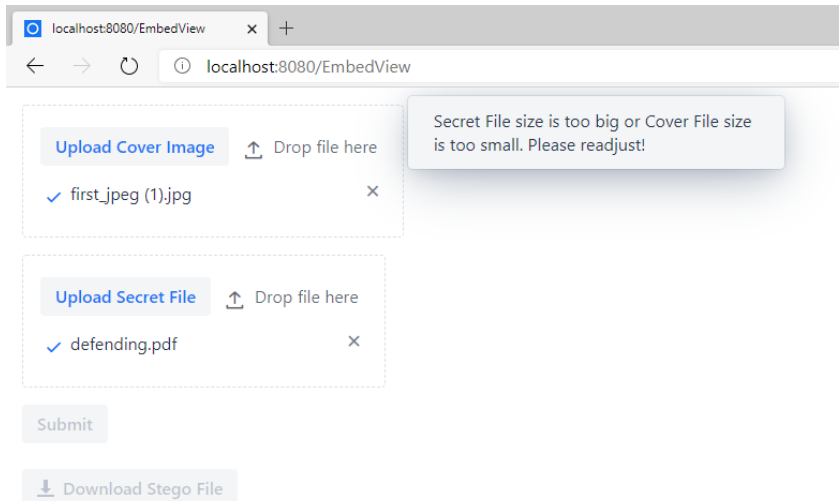 localhost:8080/EmbedView
localhost:8080/EmbedView
Secret File size is too big or Cover File size
is too small. Please readjust!
Upload Cover Image Drop file here
first_jpeg (1).jpg
Upload Secret File Drop file here
defending.pdf
Submit
Download Stego File